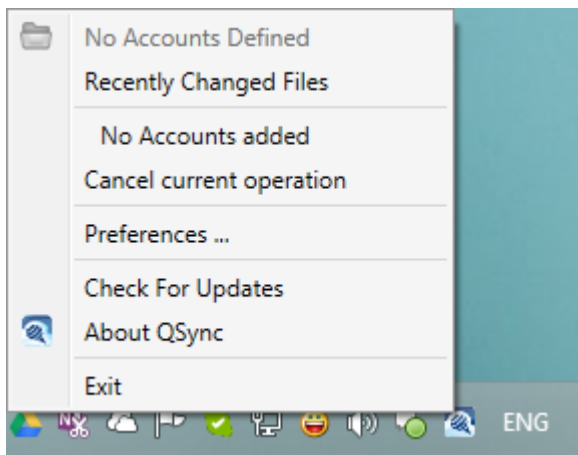 No Accounts Defined
Recently Changed Files
No Accounts added
Cancel current operation
Preferences ...
Check For Updates
About QSync
Exit
ENG